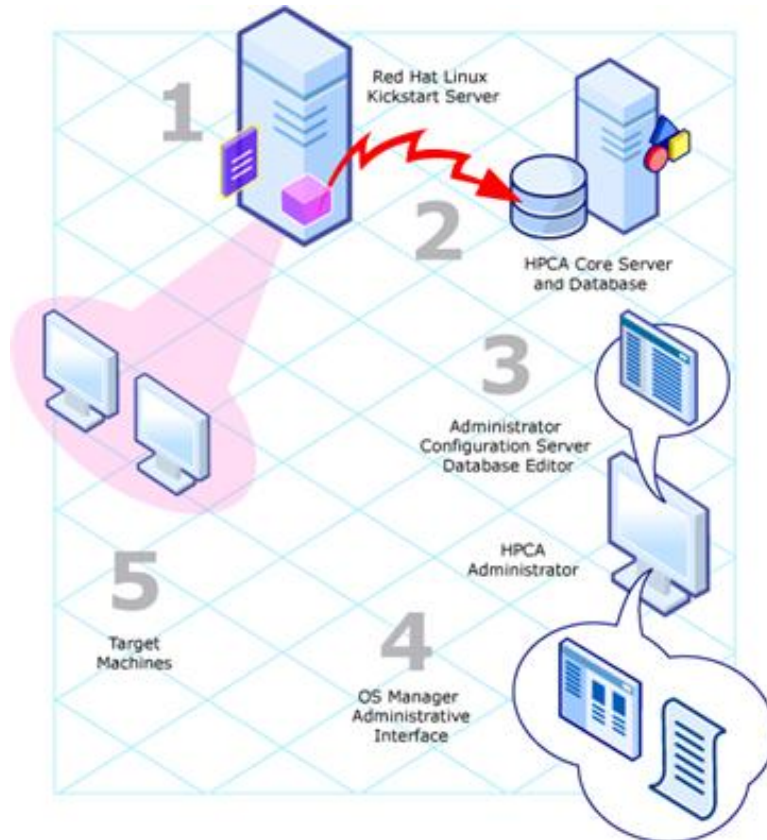 1
Red Hat Linux
Kickstart Server
2
HPCA Core Server
and Database
3
Administrator
Configuration Server
Database Editor
HPCA
Administrator
5
Target
Machines
4
OS Manager
Administrative
Interface